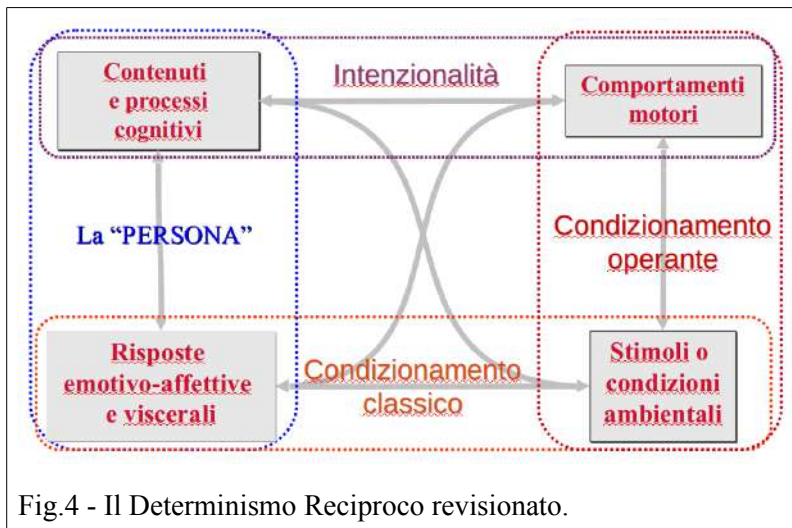 Contenuti
e processi
cognitivi
Intenzionalità
Comportamenti
motori
La “PERSONA”
Condizionamento
operante
Risposte
emotivo-affettive
e viscerali
Condizionamento
classico
Stimoli o
condizioni
ambientali
Fig.4 - Il Determinismo Reciproco revisionato.